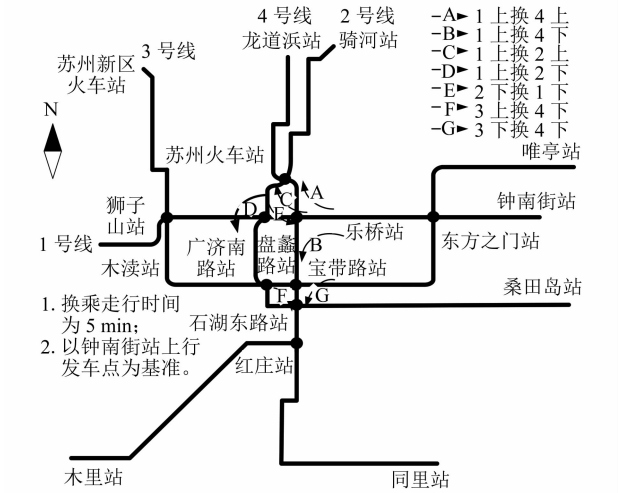 4 号线
龙道浜站
2 号线
骑河站
A 1 上换 4 上
B 1 上换 4 下
C 1 上换 2 上
D 1 上换 2 下
E 2 下换 1 下
F 3 上换 4 下
G 3 下换 4 下
3 号线
苏州新区
火车站
N
苏州火车站
唯亭站
A
C
D
E
狮子
山站
钟南街站
1 号线
广济南
路站
盘蠡
路站
乐桥站
B
东方之门站
木渎站
宝带路站
桑田岛站
F
G
1. 换乘走行时间
为 5 min；
2. 以钟南街站上行
发车点为基准。
石湖东路站
红庄站
木里站
同里站